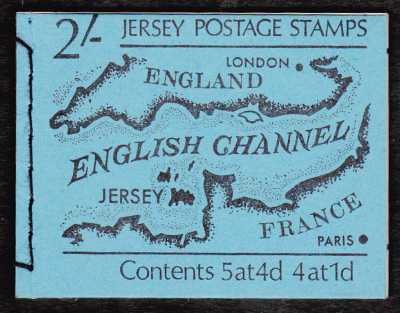 2/- JERSEY POSTAGE STAMPS
LONDON
ENGLAND
ENGLISH CHANNEL
JERSEY
FRANCE
PARIS
Contents 5at4d 4at1d